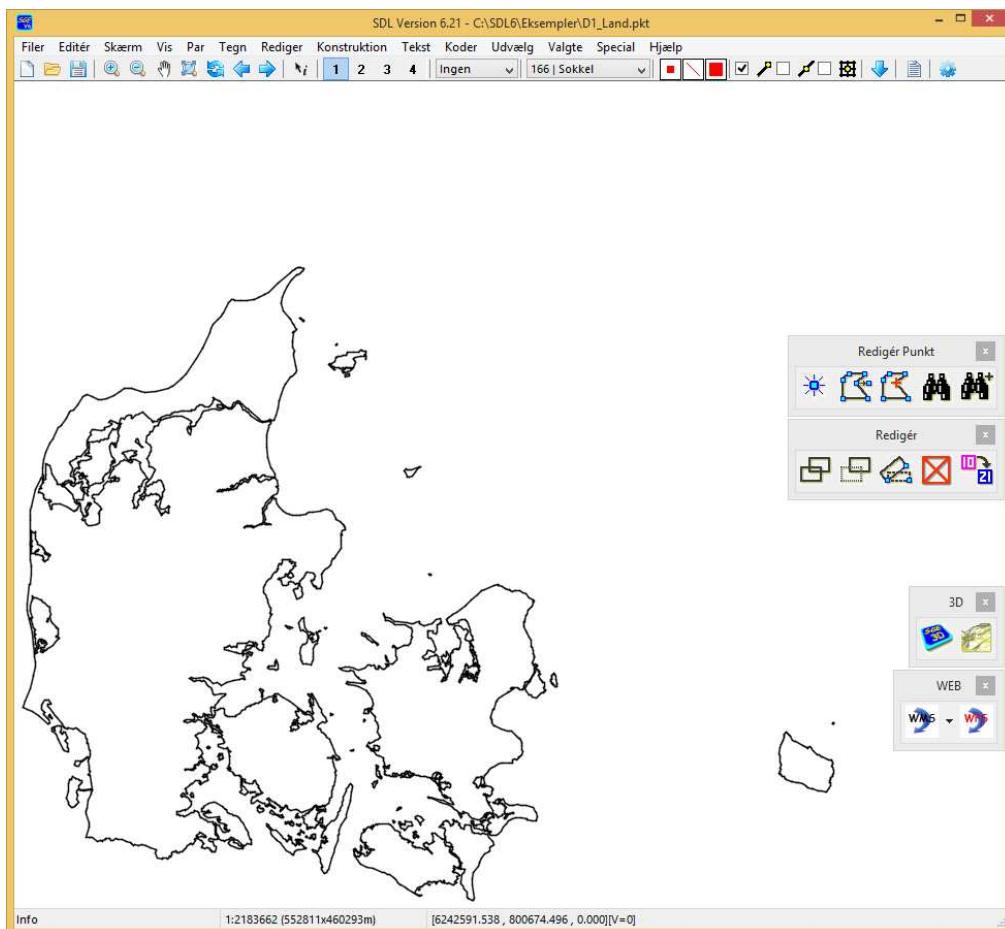 SDL Version 6.21 - C:\SDL6\Eksempler\D1_Land.pkt
Filer Editér Skærm Vis Par Tegn Rediger Konstruktion Tekst Koder Udvælg Valgte Special Hjælp
1 2 3 4 Ingen 166 | Sokkel
Redigér Punkt
Redigér
3D
WEB
WMS WFS
Info 1:2183662 (552811x460293m) [6242591.538 , 800674.496 , 0.000][V=0]